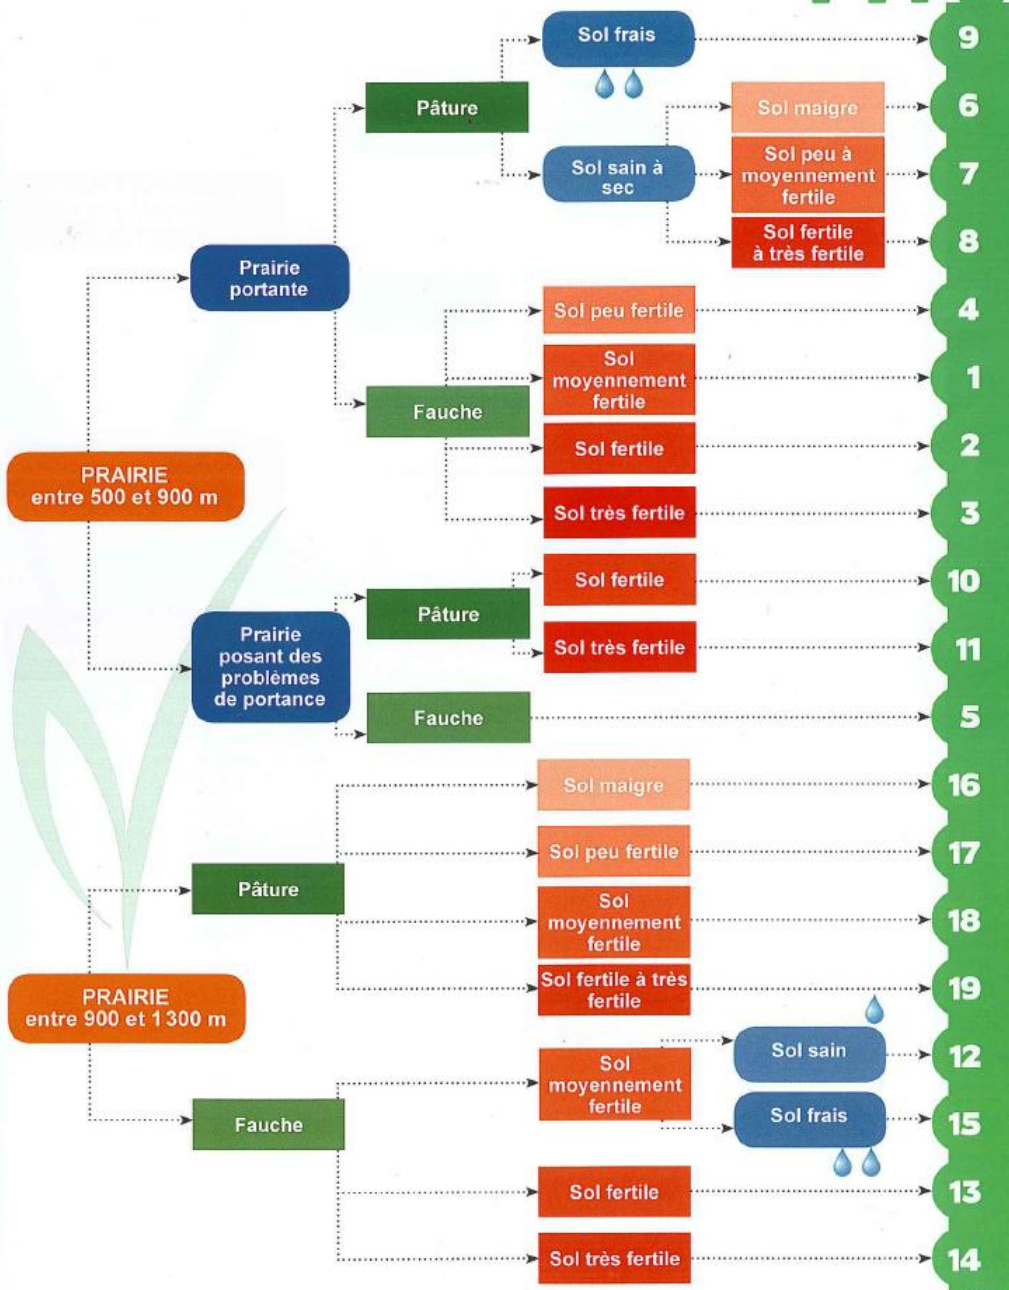 Sol frais
9
Pâture
Sol maigre
6
Sol sain à
sec
Sol peu à
moyennement
fertile
7
Sol fertile
à très fertile
8
Prairie
portante
Sol peu fertile
4
Sol
moyennement
fertile
1
Fauche
Sol fertile
2
PRAIRIE
entre 500 et 900 m
Sol très fertile
3
Sol fertile
10
Pâture
Prairie
posant des
problèmes
de portance
Sol très fertile
11
Fauche
5
Sol maigre
16
Sol peu fertile
17
Pâture
Sol
moyennement
fertile
18
Sol fertile à très
fertile
19
PRAIRIE
entre 900 et 1 300 m
Sol sain
12
Sol
moyennement
fertile
Sol frais
15
Fauche
Sol fertile
13
Sol très fertile
14